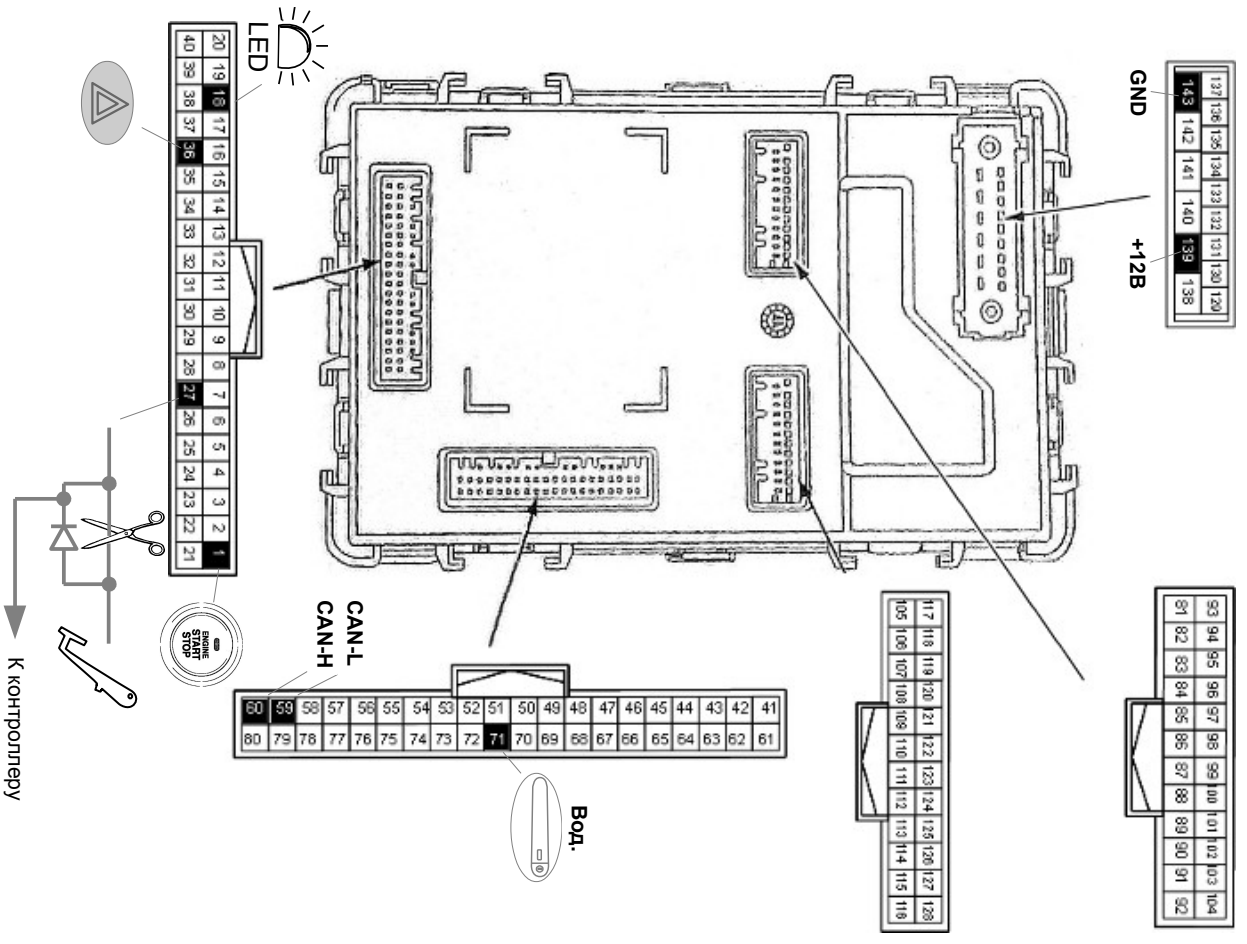 LED
20 19 18 17 16 15 14 13 12 11 10 9 8 7 6 5 4 3 2 1
40 39 38 37 36 35 34 33 32 31 30 29 28 27 26 25 24 23 22 21
137 136 135 134 133 132 131 130 129
143 142 141 140 139 138
GND
+12В
ENGINE
START
STOP
К контроллеру
CAN-L
CAN-H
60 59 58 57 56 55 54 53 52 51 50 49 48 47 46 45 44 43 42 41
80 79 78 77 76 75 74 73 72 71 70 69 68 67 66 65 64 63 62 61
Вод.
117 118 119 120 121 122 123 124 125 126 127 128
105 106 107 108 109 110 111 112 113 114 115 116
93 94 95 96 97 98 99 100 101 102 103 104
81 82 83 84 85 86 87 88 89 90 91 92